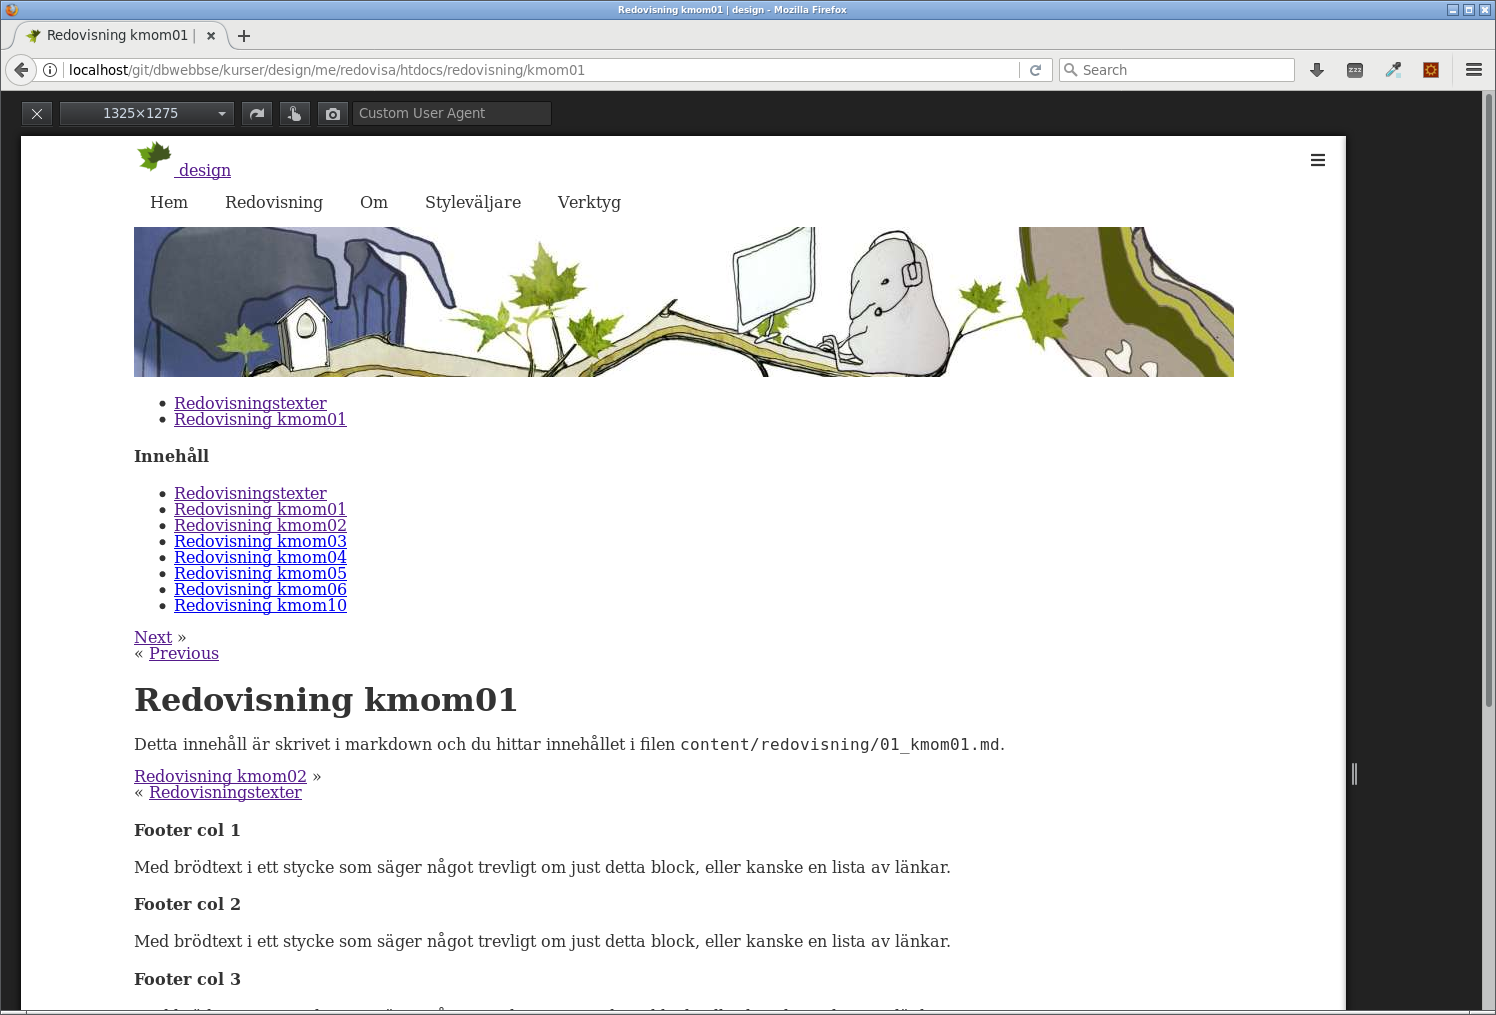 Redovisning kmom01 | design - Mozilla Firefox
Redovisning kmom01 |
localhost/git/dbwebbse/kurser/design/me/redovisa/htdocs/redovisning/kmom01
Search
1325×1275
Custom User Agent
design
Hem Redovisning Om Styleväljare Verktyg
Redovisningstexter
Redovisning kmom01
Innehåll
Redovisningstexter
Redovisning kmom01
Redovisning kmom02
Redovisning kmom03
Redovisning kmom04
Redovisning kmom05
Redovisning kmom06
Redovisning kmom10
Next »
« Previous
Redovisning kmom01
Detta innehåll är skrivet i markdown och du hittar innehållet i filen content/redovisning/01_kmom01.md.
Redovisning kmom02 »
« Redovisningstexter
Footer col 1
Med brödtext i ett stycke som säger något trevligt om just detta block, eller kanske en lista av länkar.
Footer col 2
Med brödtext i ett stycke som säger något trevligt om just detta block, eller kanske en lista av länkar.
Footer col 3